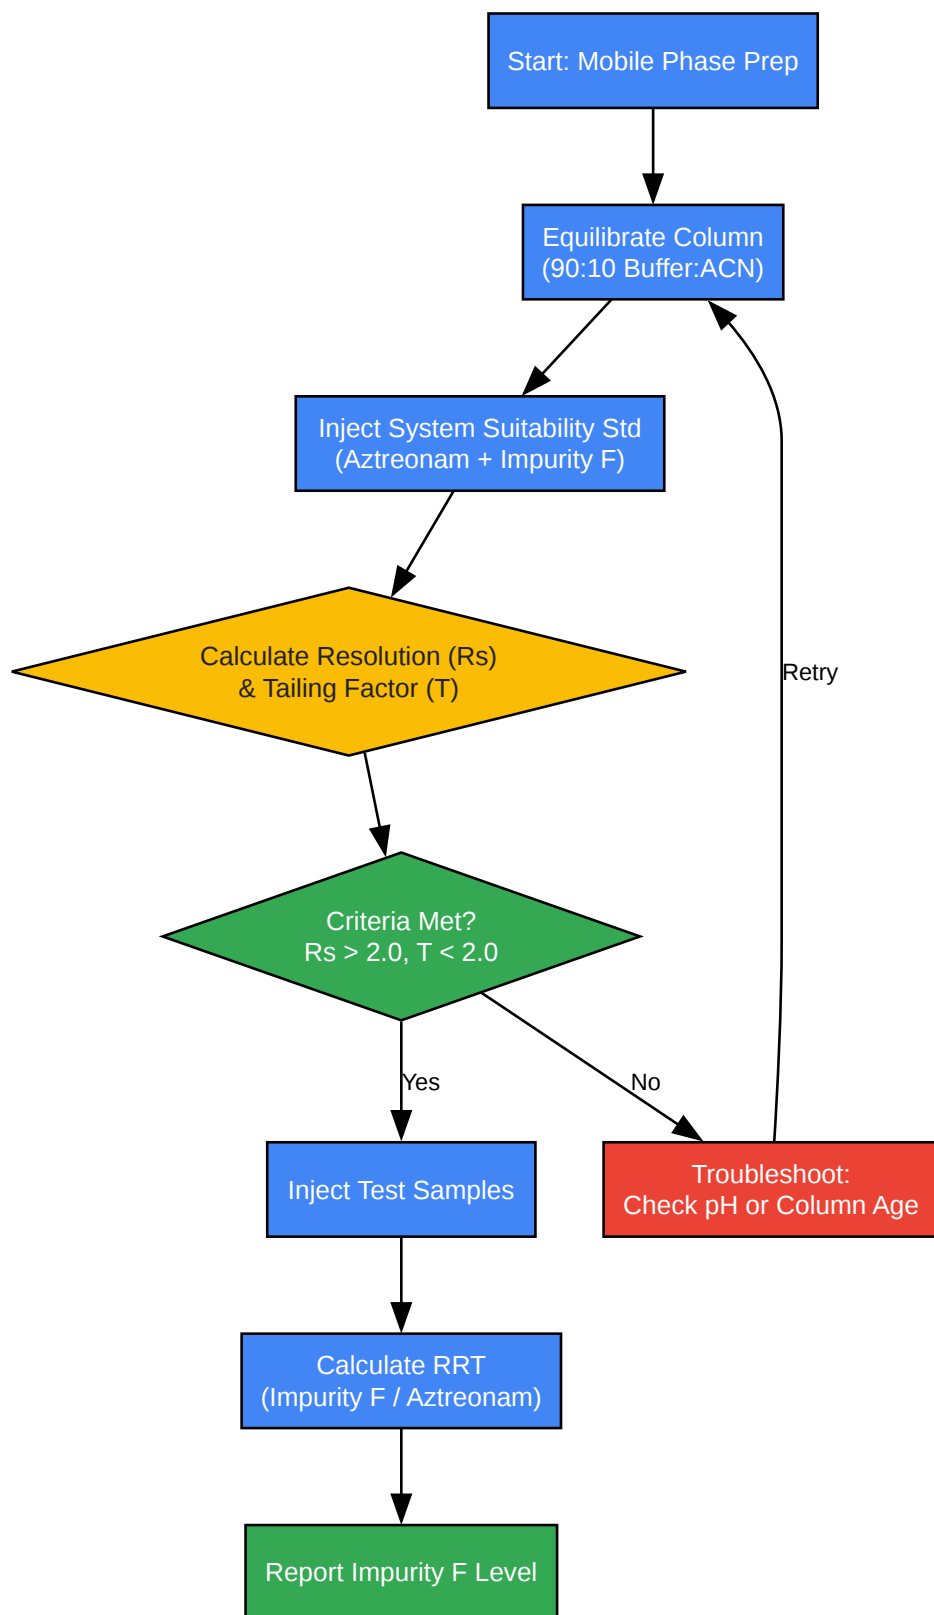 Start: Mobile Phase Prep
Equilibrate Column
(90:10 Buffer:ACN)
Inject System Suitability Std
(Aztreonam + Impurity F)
Calculate Resolution (Rs)
& Tailing Factor (T)
Retry
Criteria Met?
Rs > 2.0, T < 2.0
Yes
No
Inject Test Samples
Troubleshoot:
Check pH or Column Age
Calculate RRT
(Impurity F / Aztreonam)
Report Impurity F Level